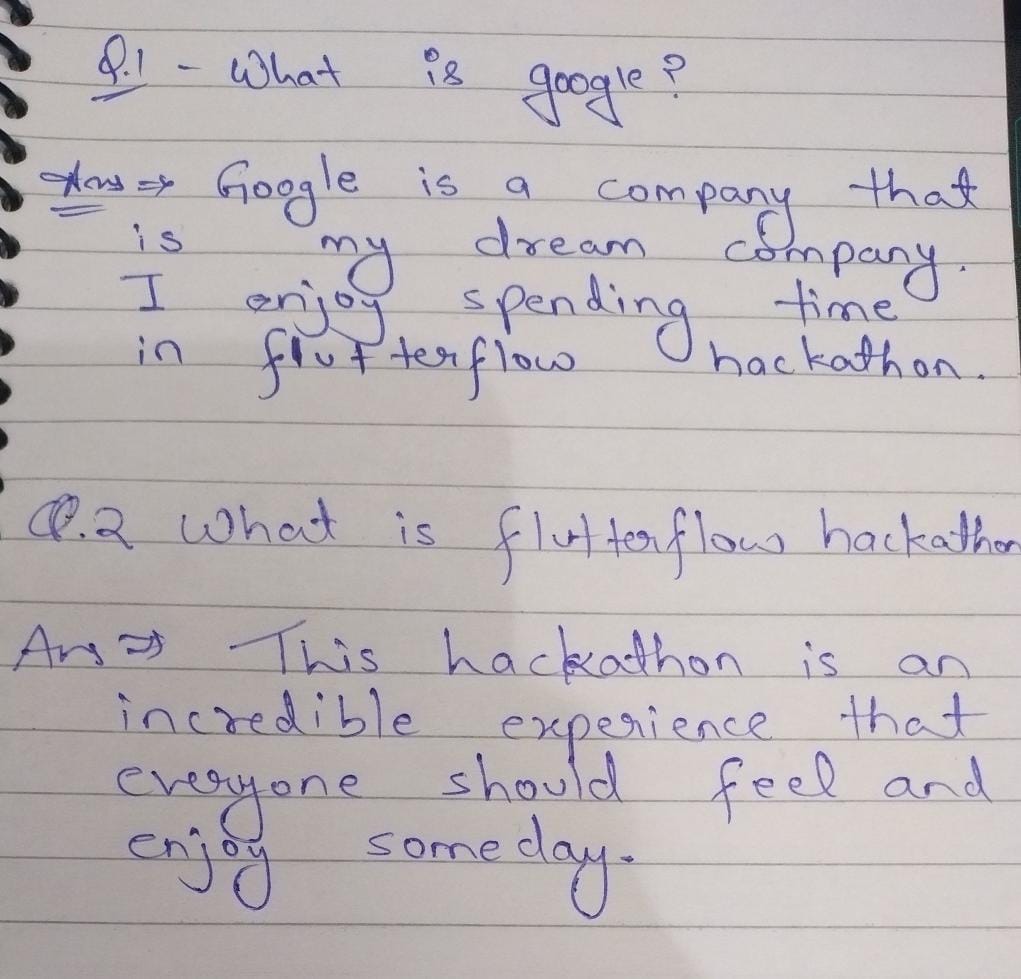 Q.1 - What is google?
Ans ⇒ Google is a company that
is my dream company.
I enjoy spending time
in flutterflow hackathon.
Q.2 What is flutterflow hackathon
Ans ⇒ This hackathon is an
incredible experience that
everyone should feel and
enjoy someday.